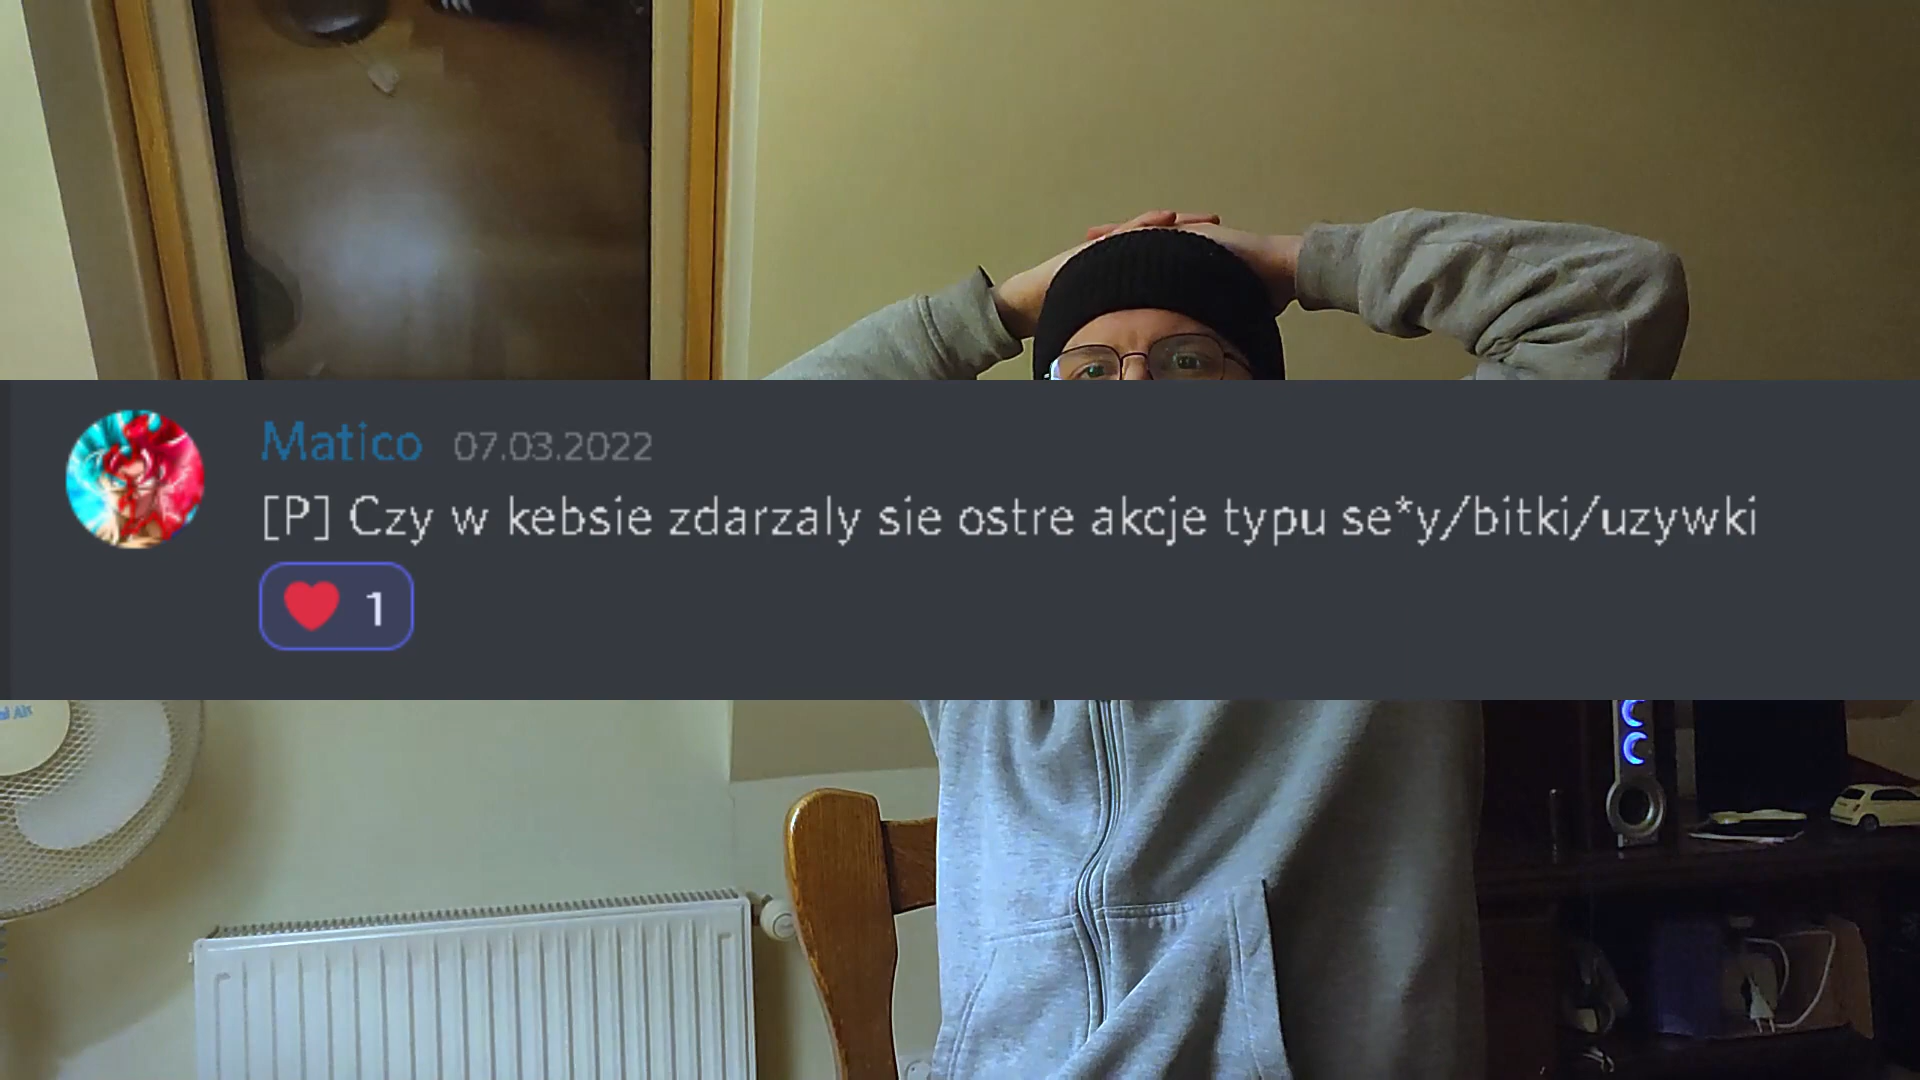 Matico 07.03.2022
[P] Czy w kebsie zdarzaly sie ostre akcje typu se*y/bitki/uzywki
1